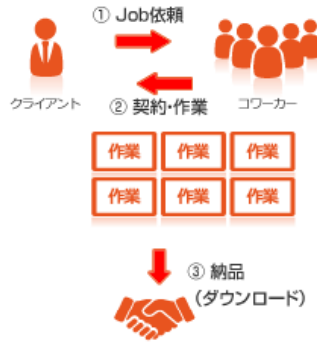 ① Job依頼
クライアント
② 契約・作業
コワーカー
作業 作業 作業
作業 作業 作業
③ 納品
(ダウンロード)